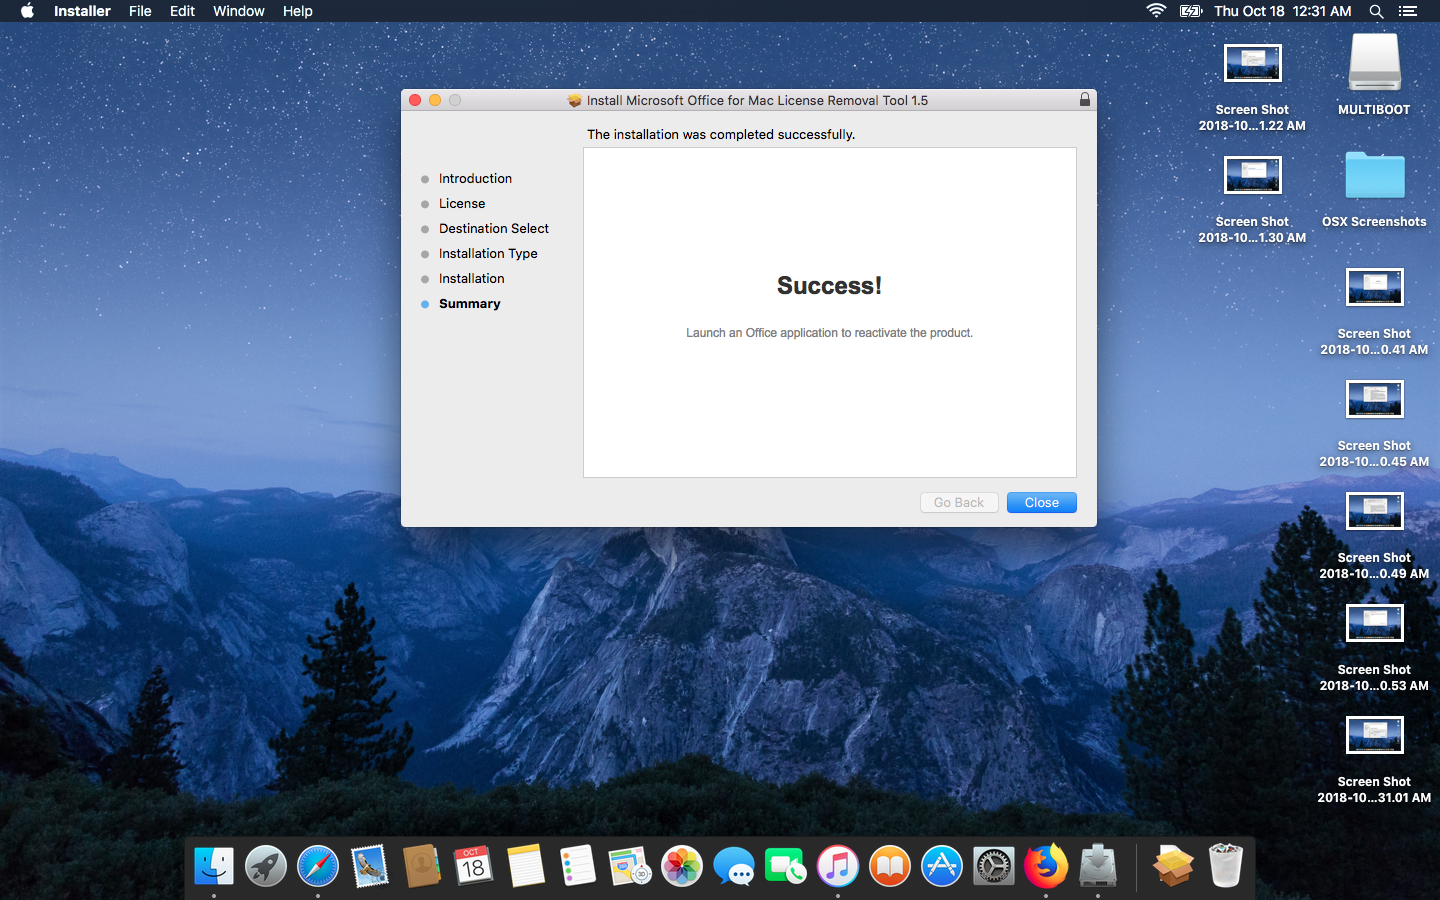 Installer File Edit Window Help
Thu Oct 18 12:31 AM
Install Microsoft Office for Mac License Removal Tool 1.5
The installation was completed successfully.
Introduction
License
Destination Select
Installation Type
Installation
Summary
Success!
Launch an Office application to reactivate the product.
Go Back
Close
Screen Shot
2018-10...1.22 AM
MULTIBOOT
Screen Shot
2018-10...1.30 AM
OSX Screenshots
Screen Shot
2018-10...0.41 AM
Screen Shot
2018-10...0.45 AM
Screen Shot
2018-10...0.49 AM
Screen Shot
2018-10...0.53 AM
Screen Shot
2018-10...31.01 AM
OCT
18